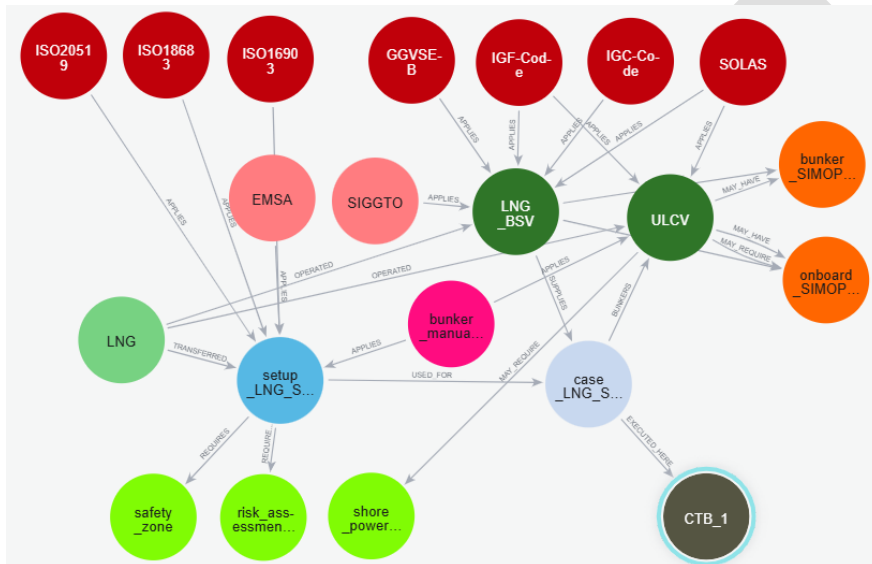 ISO2051
9
ISO1868
3
ISO1690
3
GGVSE-
B
IGF-Cod-
e
IGC-Co-
de
SOLAS
APPLIES
APPLIES
APPLIES
APPLIES
APPLIES
APPLIES
bunker
_SIMOP...
EMSA
SIGGTO
APPLIES
LNG
_BSV
ULCV
MAY_HAVE
APPLIES
APPLIES
APPLIES
OPERATED
OPERATED
SUPPLIES
APPLIES
MAY_HAVE
MAY_REQUIRE
onboard
_SIMOP...
LNG
bunker
_manua...
BUNKERS
TRANSFERRED
APPLIES
MAY_REQUIRE
setup
_LNG_S...
USED_FOR
case
_LNG_S...
REQUIRES
REQUIRE...
EXECUTED_HERE
safety
_zone
risk_ass-
essmen...
shore
_power...
CTB_1